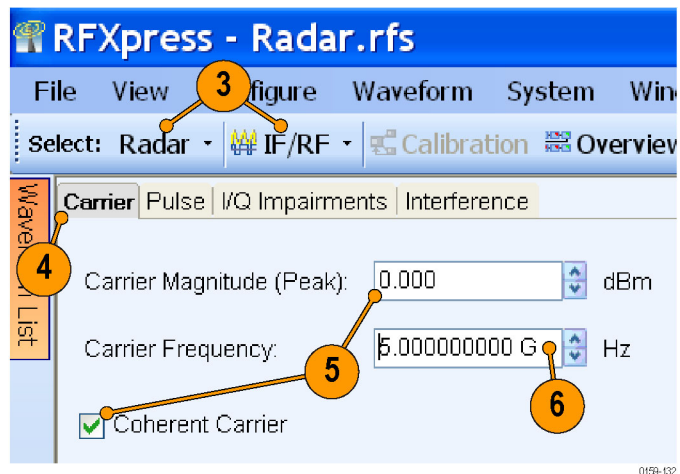 RFXpress - Radar.rfs
File View figure Waveform System
3
Select: Radar IF/RF Calibration Overview
Carrier Pulse I/Q Impairments Interference
4
List
Carrier Magnitude (Peak): 0.000 dBm
Carrier Frequency: 5.000000000 G Hz
5
6
Coherent Carrier
0159-132